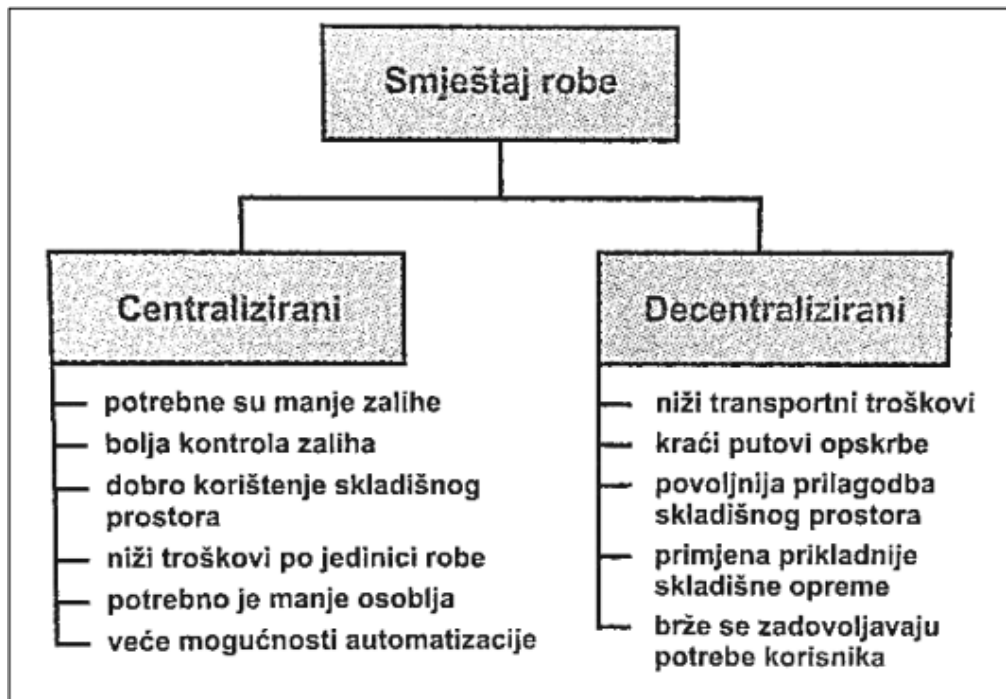 Smještaj robe
Centralizirani
potrebne su manje zalihe
bolja kontrola zaliha
dobro korištenje skladišnog
prostora
niži troškovi po jedinici robe
potrebno je manje osoblja
veće mogućnosti automatizacije
Decentralizirani
niži transportni troškovi
kraći putovi opskrbe
povoljnija prilagodba
skladišnog prostora
primjena prikladnije
skladišne opreme
brže se zadovoljavaju
potrebe korisnika